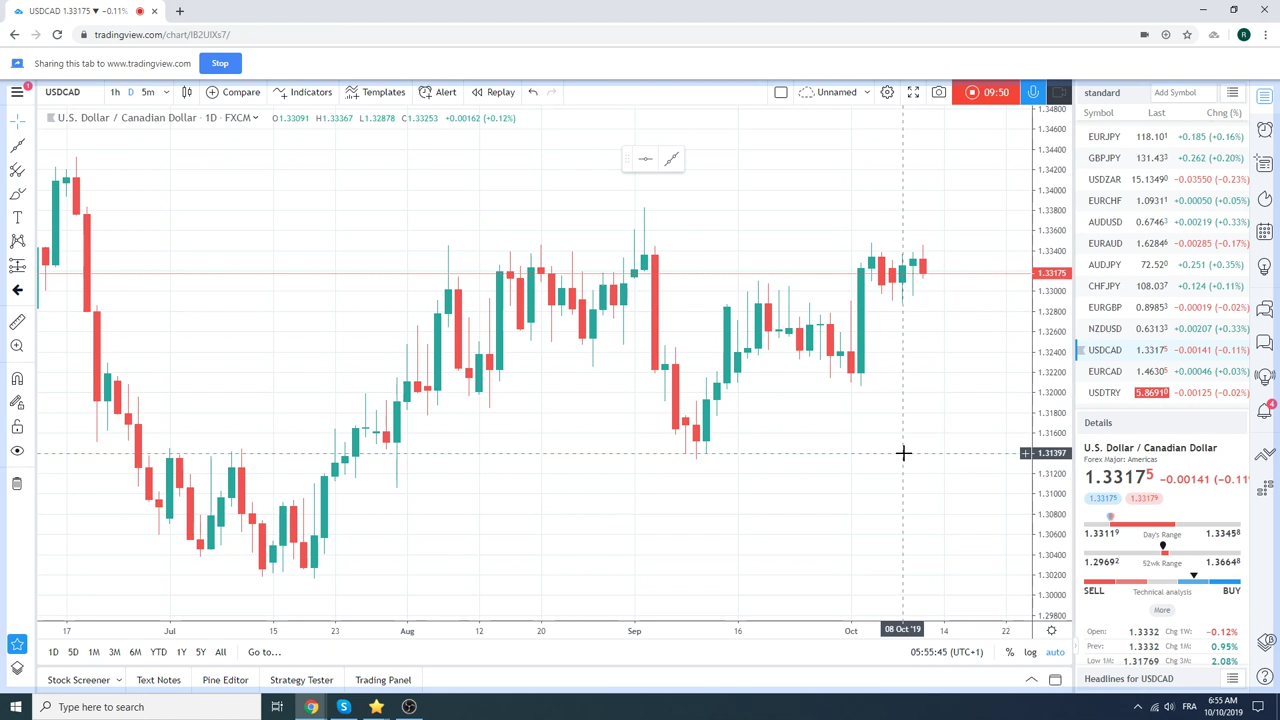 USDCAD 1.33175 ▼ −0.11%
tradingview.com/chart/IB2UIXs7/
R
Sharing this tab to www.tradingview.com
Stop
USDCAD
1h D 5m
Compare
Indicators
Templates
Alert
Replay
Unnamed
09:50
standard
Add Symbol
U.S. Dollar / Canadian Dollar · 1D · FXCM
O1.33091 H1.33367 L1.32878 C1.33253 +0.00162 (+0.12%)
Symbol Last Chg (%)
EURJPY 118.10¹ +0.185 (+0.16%)
GBPJPY 131.43³ +0.262 (+0.20%)
USDZAR 15.1349⁰ −0.03550 (−0.23%)
EURCHF 1.0931¹ +0.00050 (+0.05%)
AUDUSD 0.6746³ +0.00219 (+0.33%)
EURAUD 1.6284⁶ −0.00285 (−0.17%)
AUDJPY 72.52⁰ +0.251 (+0.35%)
CHFJPY 108.03⁷ +0.124 (+0.11%)
EURGBP 0.8985³ −0.00019 (−0.02%)
NZDUSD 0.6313³ +0.00207 (+0.33%)
USDCAD 1.3317⁵ −0.00141 (−0.11%)
EURCAD 1.4630⁵ +0.00046 (+0.03%)
USDTRY 5.8691⁰ −0.00125 (−0.02%)
1.34800
1.34600
1.34400
1.34200
1.34000
1.33800
1.33600
1.33400
1.33175
1.33000
1.32800
1.32600
1.32400
1.32200
1.32000
1.31800
1.31600
1.31397
1.31200
1.31000
1.30800
1.30600
1.30400
1.30200
1.30000
1.29800
Details
U.S. Dollar / Canadian Dollar
Forex Major: Americas
1.3317⁵ −0.00141 (−0.11
1.3317⁵ 1.3317⁹
1.3311⁹ Day's Range 1.3345⁸
1.2969² 52wk Range 1.3664⁸
SELL Technical analysis BUY
More
Open: 1.3332 Chg 1W: −0.12%
Prev: 1.3332 Chg 1M: 0.95%
Low 1M: 1.31769 Chg 3M: 2.08%
Headlines for USDCAD
17 Jul 15 23 Aug 12 20 Sep 16 Oct 08 Oct '19 14 22
1D 5D 1M 3M 6M YTD 1Y 5Y All Go to...
05:55:45 (UTC+1) % log auto
Stock Screener Text Notes Pine Editor Strategy Tester Trading Panel
Type here to search
FRA
6:55 AM
10/10/2019
1
4